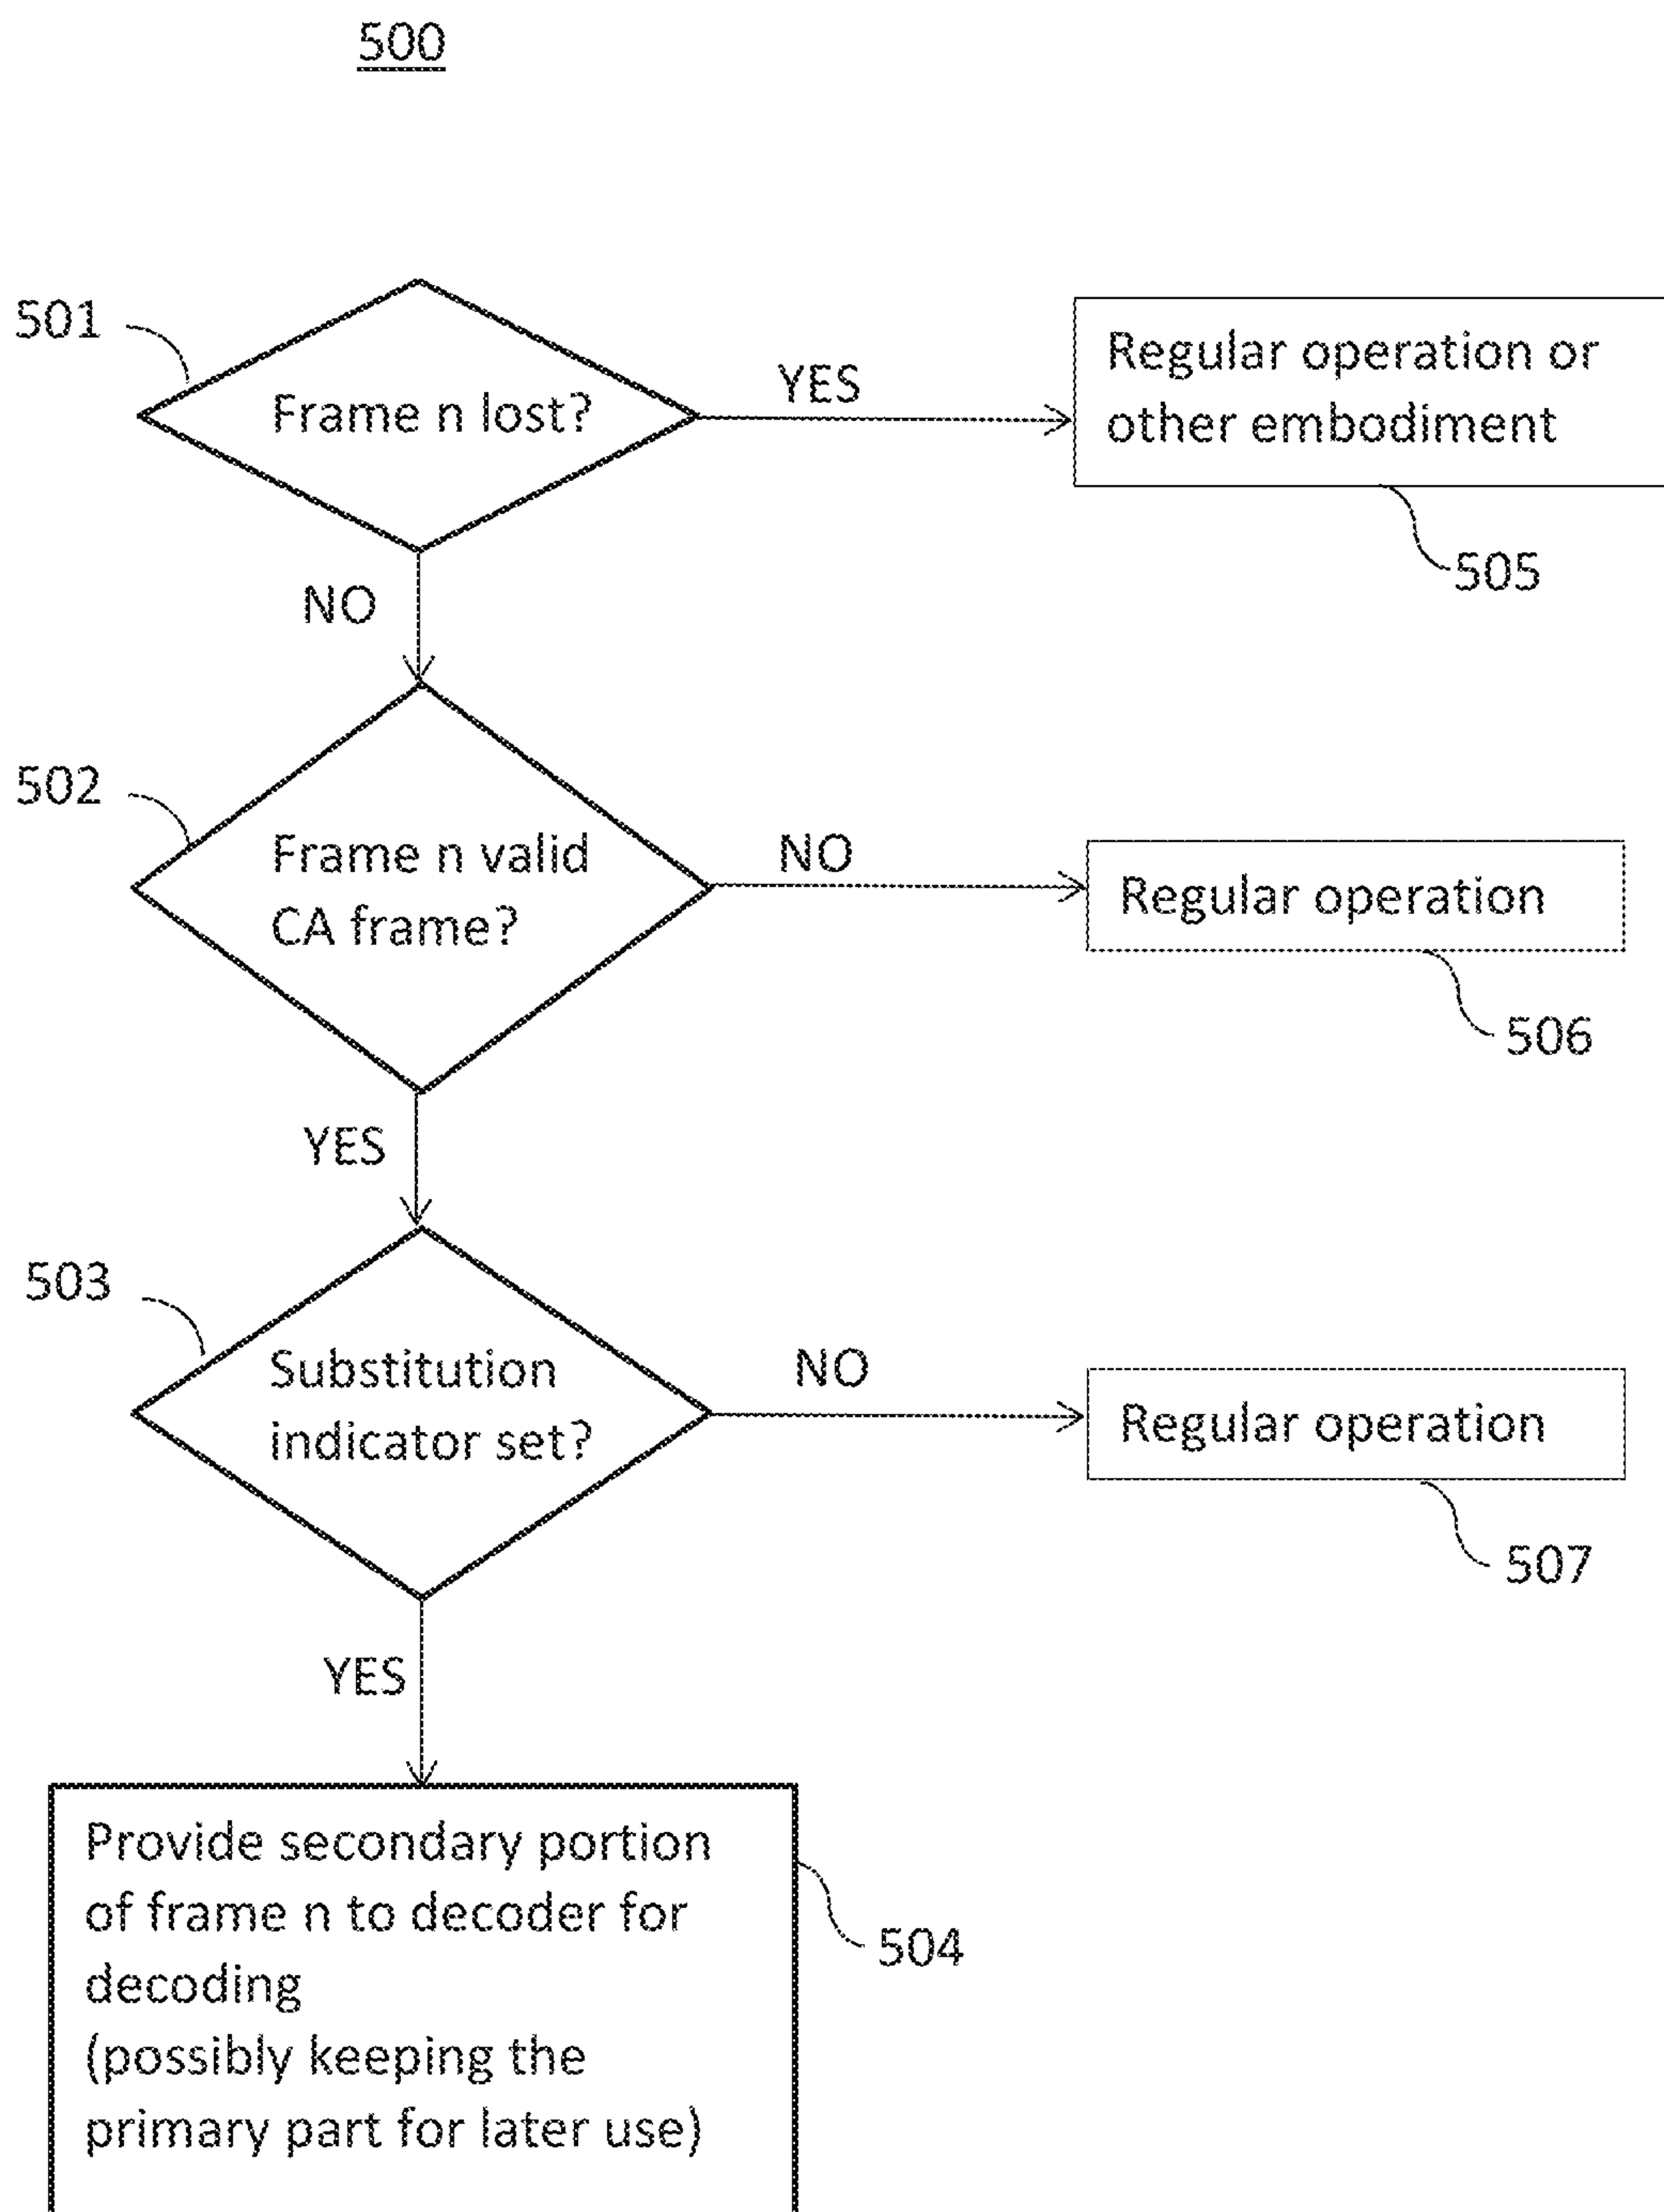 500
501
Frame n lost?
YES
Regular operation or
other embodiment
505
NO
502
Frame n valid
CA frame?
NO
Regular operation
506
YES
503
Substitution
indicator set?
NO
Regular operation
507
YES
Provide secondary portion
of frame n to decoder for
decoding
(possibly keeping the
primary part for later use)
504